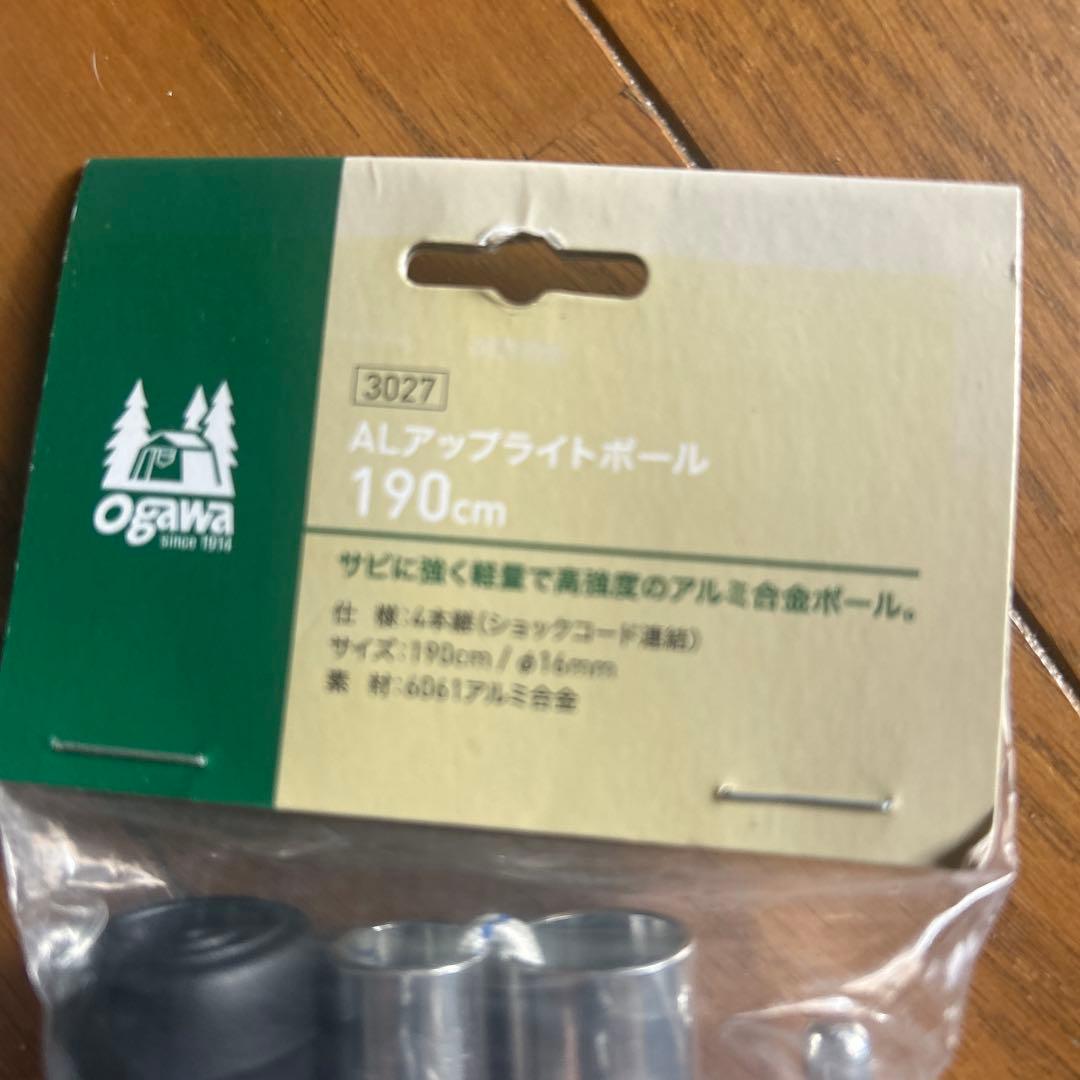 3027
ALアップライトポール
190cm
ogawa
since 1914
サビに強く軽量で高強度のアルミ合金ポール。
仕 様:4本継(ショックコード連結)
サイズ:190cm / φ16mm
素 材:6061アルミ合金